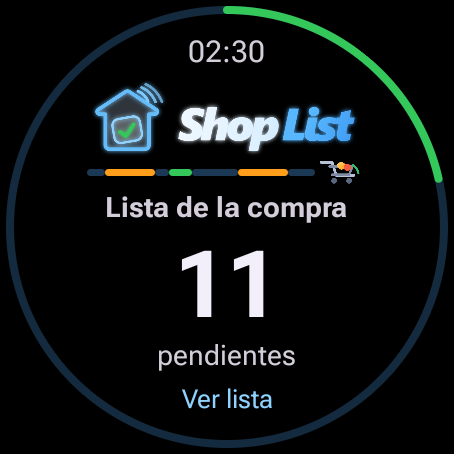 02:30
Shop List
Lista de la compra
11
pendientes
Ver lista